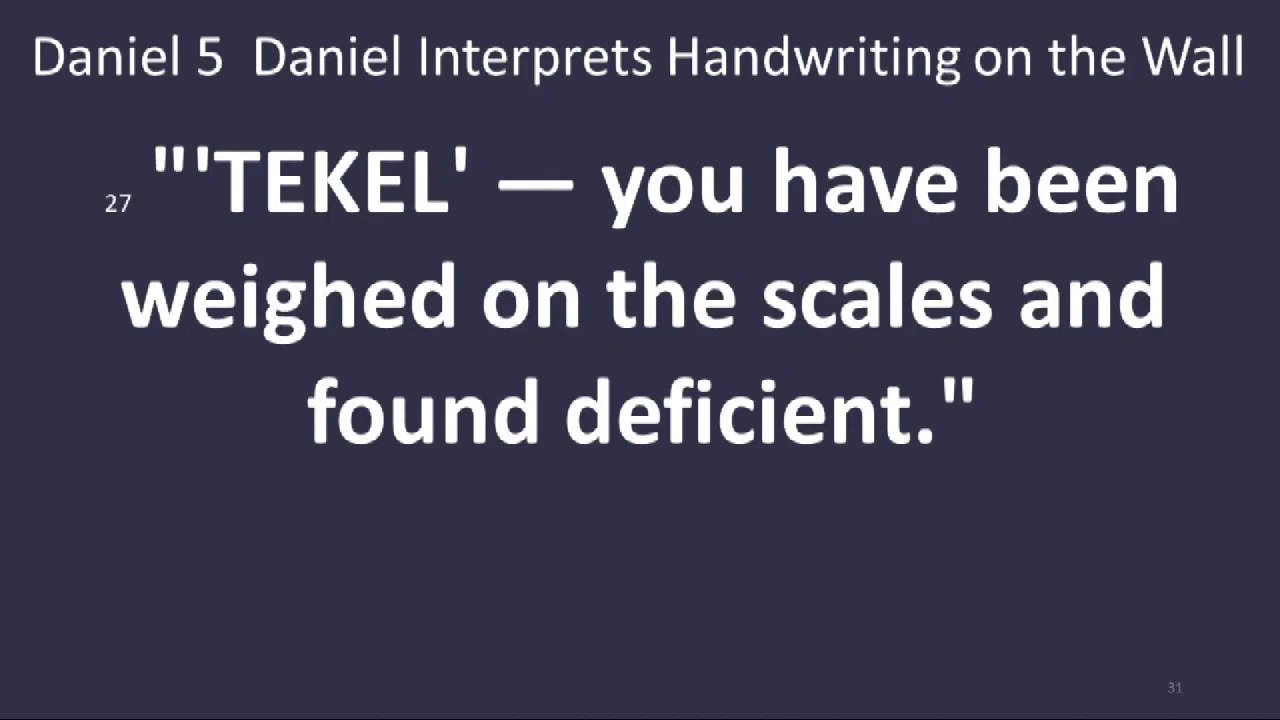 Daniel 5  Daniel Interprets Handwriting on the Wall
27 "'TEKEL' — you have been
weighed on the scales and
found deficient."
31